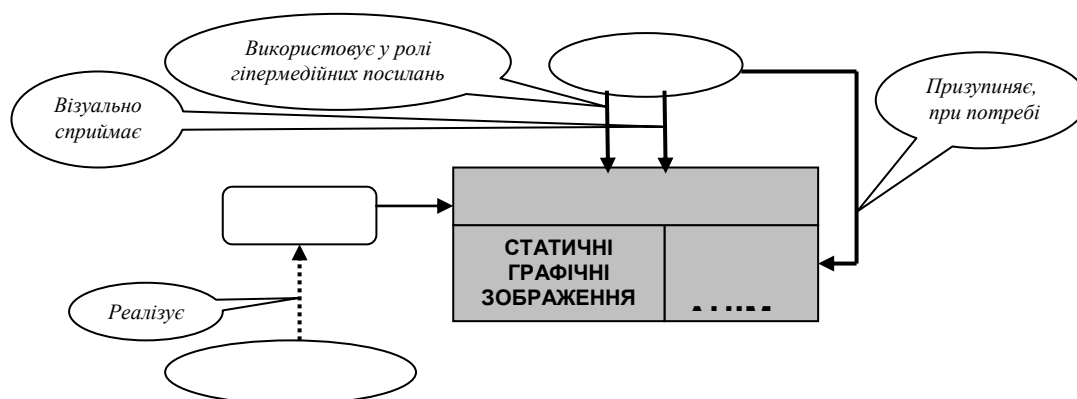 Використовує у ролі
гіпермедійних посилань
Візуально
сприймає
Призупиняє,
при потребі
СТАТИЧНІ
ГРАФІЧНІ
ЗОБРАЖЕННЯ
Реалізує